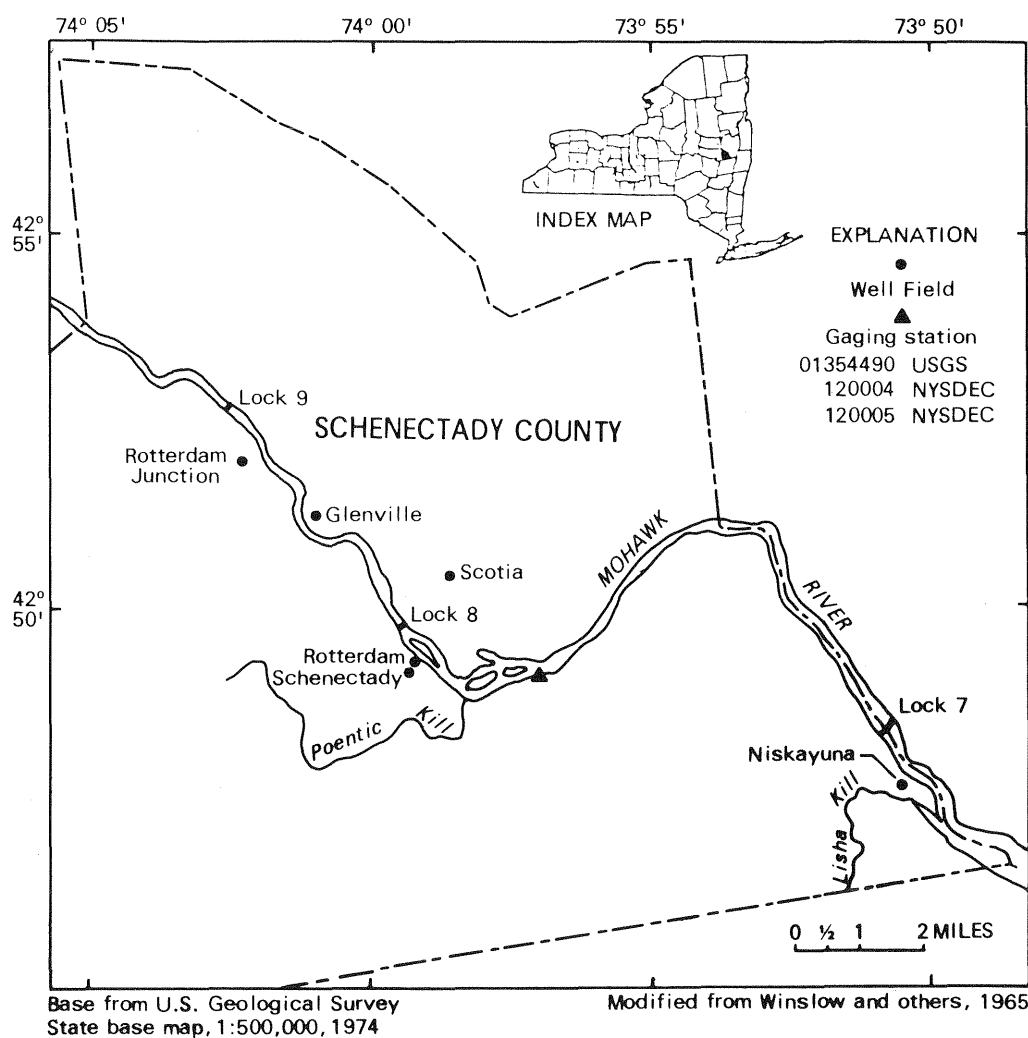 74° 05'
74° 00'
73° 55'
73° 50'
42° 55'
INDEX MAP
EXPLANATION
Well Field
Gaging station
01354490 USGS
120004 NYSDEC
120005 NYSDEC
Lock 9
SCHENECTADY COUNTY
Rotterdam
Junction
Glenville
MOHAWK
RIVER
Scotia
42° 50'
Lock 8
Rotterdam
Schenectady
Poentic Kill
Lock 7
Niskayuna
Lisha Kill
0 ½ 1 2 MILES
Base from U.S. Geological Survey
State base map, 1:500,000, 1974
Modified from Winslow and others, 1965